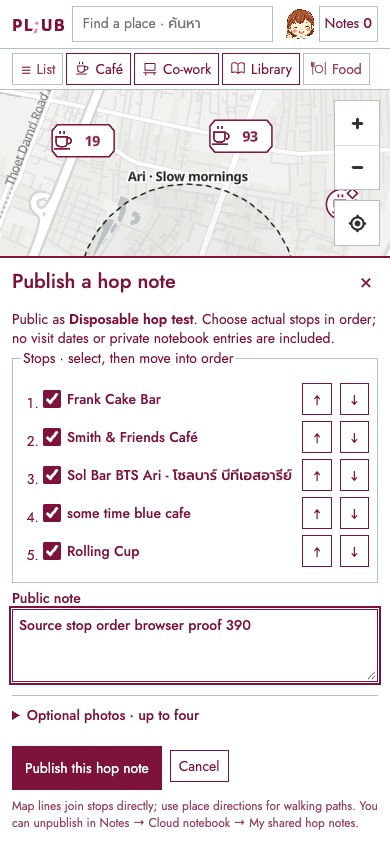 PL;UB
Find a place · ค้นหา
Notes 0
≡ List
Café
Co-work
Library
Food
Thoet Damri Road
19
93
Ari · Slow mornings
+
−
Publish a hop note
×
Public as Disposable hop test. Choose actual stops in order;
no visit dates or private notebook entries are included.
Stops · select, then move into order
1. Frank Cake Bar ↑ ↓
2. Smith & Friends Café ↑ ↓
3. Sol Bar BTS Ari - โซลบาร์ บีทีเอสอารีย์ ↑ ↓
4. some time blue cafe ↑ ↓
5. Rolling Cup ↑ ↓
Public note
Source stop order browser proof 390
▶ Optional photos · up to four
Publish this hop note
Cancel
Map lines join stops directly; use place directions for walking paths. You
can unpublish in Notes → Cloud notebook → My shared hop notes.